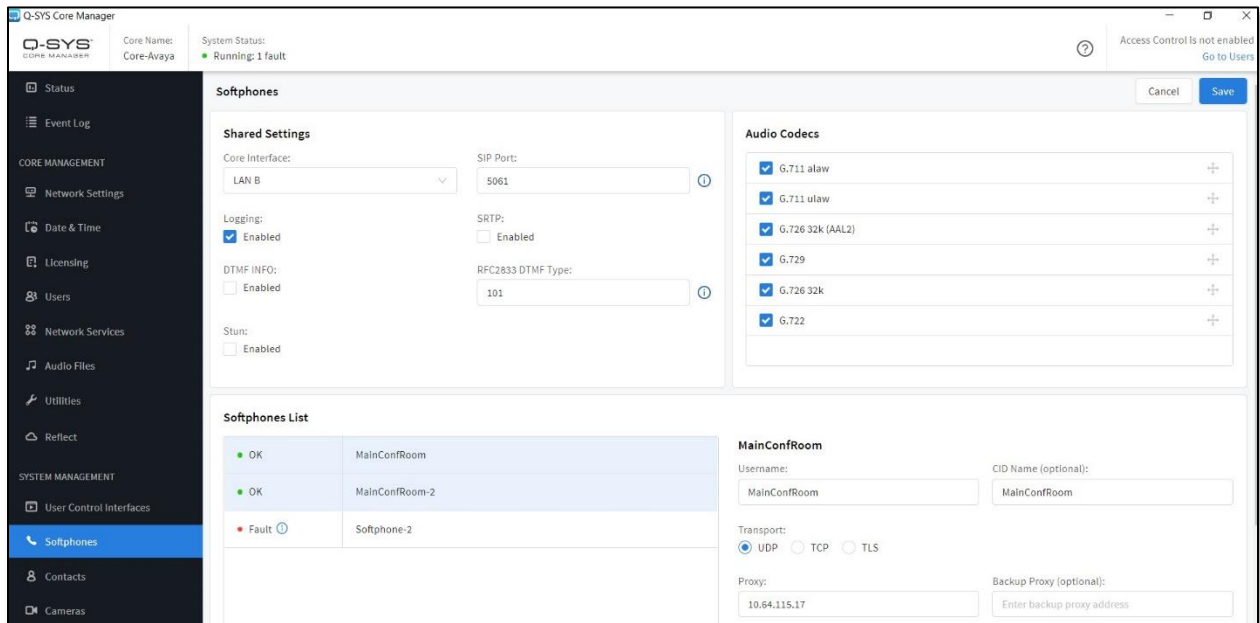 Q-SYS Core Manager
Q-SYS
CORE MANAGER
Core Name:
Core-Avaya
System Status:
Running: 1 fault
Access Control is not enabled
Go to Users
Status
Event Log
CORE MANAGEMENT
Network Settings
Date & Time
Licensing
Users
Network Services
Audio Files
Utilities
Reflect
SYSTEM MANAGEMENT
User Control Interfaces
Softphones
Contacts
Cameras
Softphones
Cancel
Save
Shared Settings
Core Interface:
LAN B
SIP Port:
5061
Logging:
Enabled
SRTP:
Enabled
DTMF INFO:
Enabled
RFC2833 DTMF Type:
101
Stun:
Enabled
Audio Codecs
G.711 alaw
G.711 ulaw
G.726 32k (AAL2)
G.729
G.726 32k
G.722
Softphones List
OK MainConfRoom
OK MainConfRoom-2
Fault Softphone-2
MainConfRoom
Username:
MainConfRoom
CID Name (optional):
MainConfRoom
Transport:
UDP TCP TLS
Proxy:
10.64.115.17
Backup Proxy (optional):
Enter backup proxy address